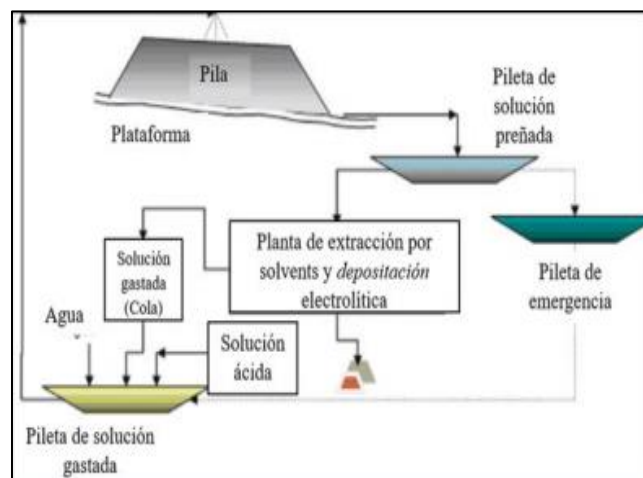 Pila
Plataforma
Pileta de
solución
preñada
Planta de extracción por
solvents y depositación
electrolítica
Solución
gastada
(Cola)
Pileta de
emergencia
Agua
Solución
ácida
Pileta de solución
gastada